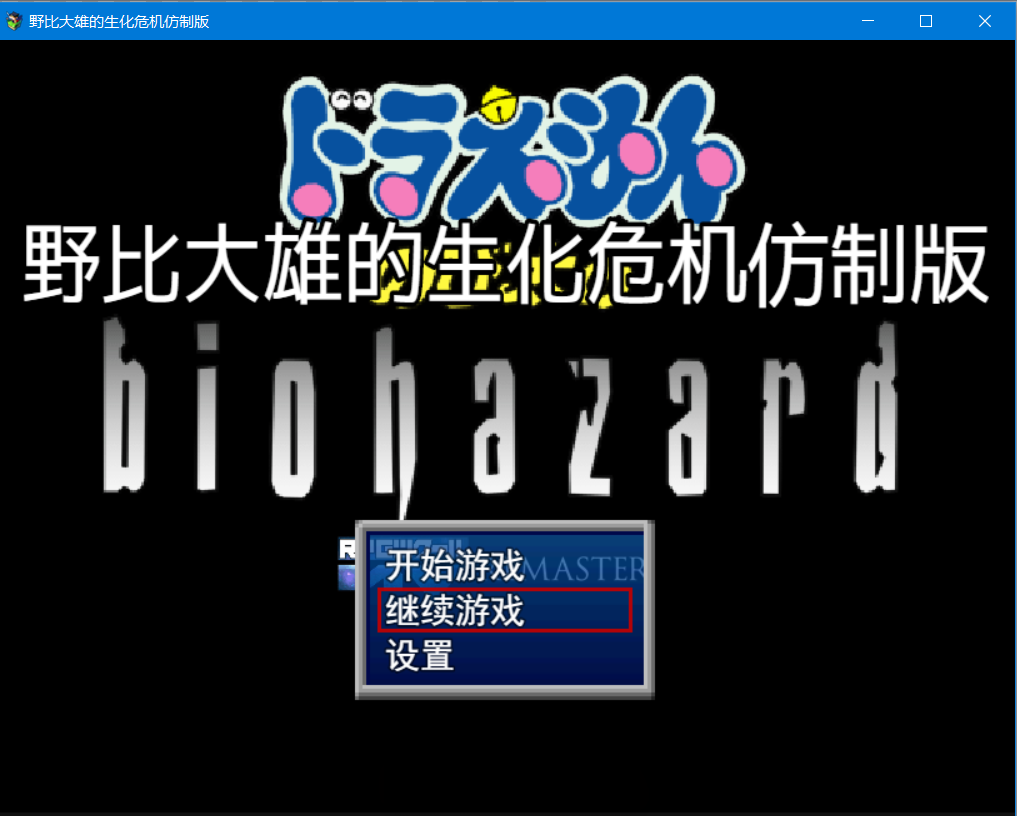 野比大雄的生化危机仿制版
ドラえもん
野比大雄的生化危机仿制版
biohazard
开始游戏
MASTER
继续游戏
设置